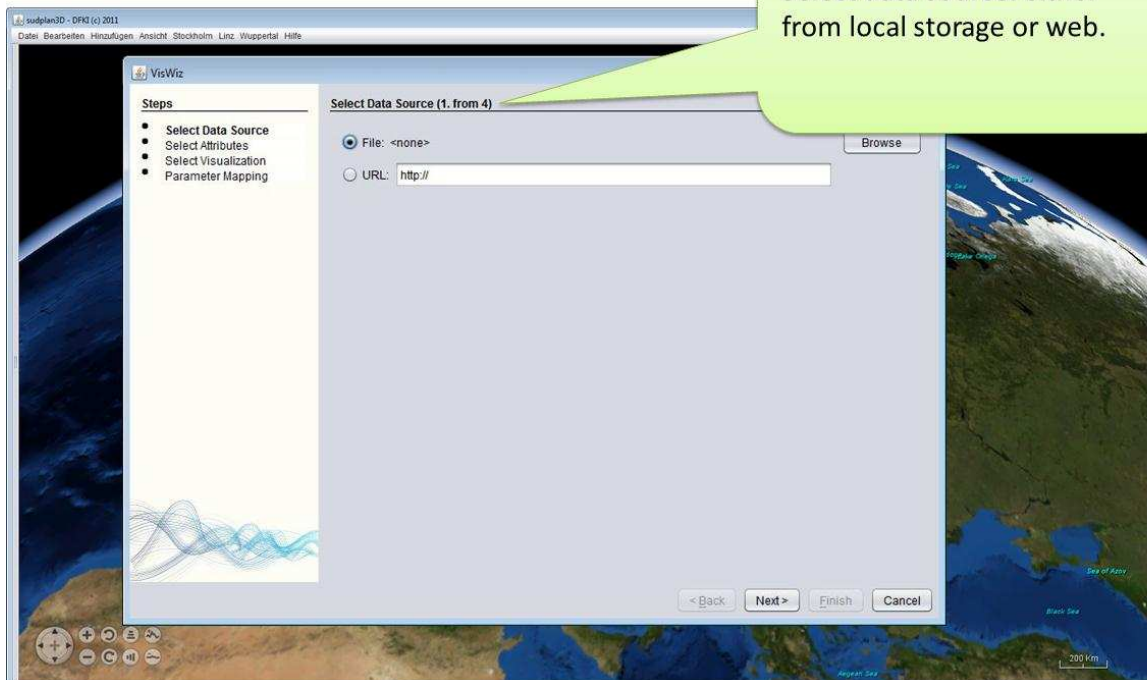 from local storage or web.
sudplan3D - DFKI (c) 2011
Datei Bearbeiten Hinzufügen Ansicht Stockholm Linz Wuppertal Hilfe
VisWiz
Steps
Select Data Source
Select Attributes
Select Visualization
Parameter Mapping
Select Data Source (1. from 4)
File: <none>
Browse
URL: http://
< Back
Next >
Finish
Cancel
Sea of Azov
Black Sea
Aegean Sea
200 Km